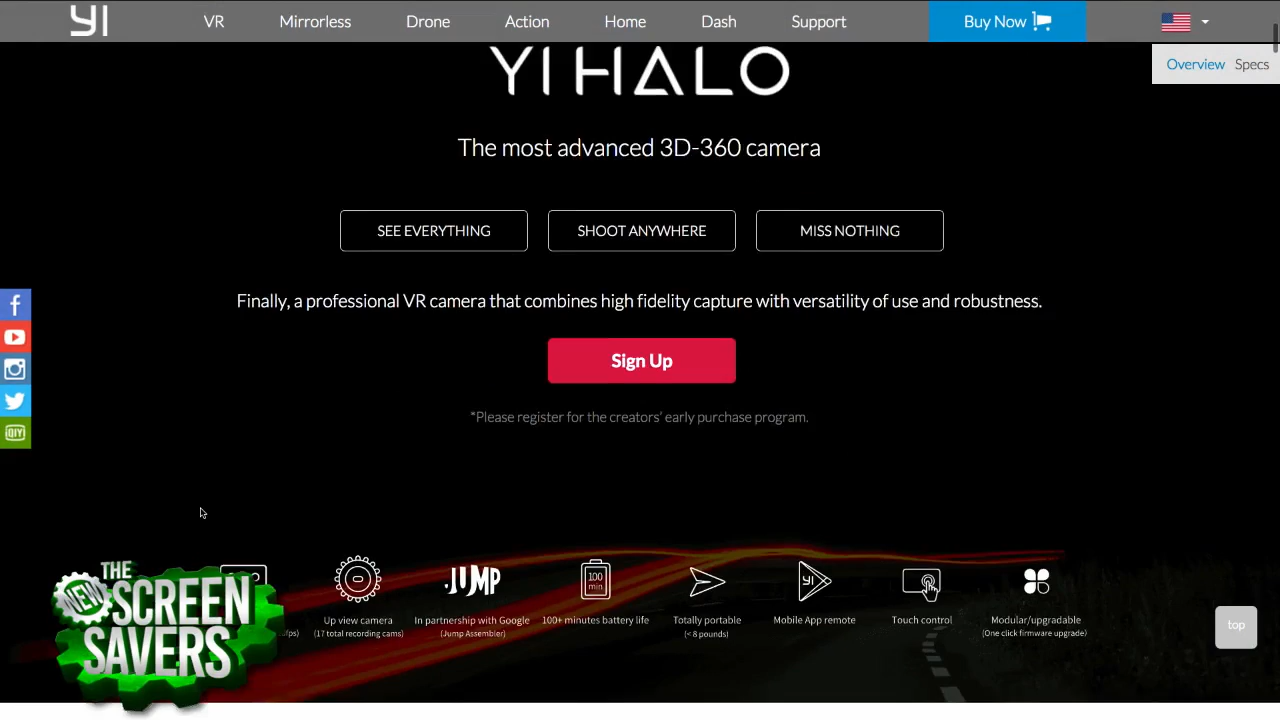 YI
VR
Mirrorless
Drone
Action
Home
Dash
Support
Buy Now
Overview
Specs
YI HALO
The most advanced 3D-360 camera
SEE EVERYTHING
SHOOT ANYWHERE
MISS NOTHING
Finally, a professional VR camera that combines high fidelity capture with versatility of use and robustness.
Sign Up
*Please register for the creators' early purchase program.
JUMP
100
min
YI
Up view camera
(17 total recording cams)
In partnership with Google
(Jump Assembler)
100+ minutes battery life
Totally portable
(< 8 pounds)
Mobile App remote
Touch control
Modular/upgradable
(One click firmware upgrade)
top
THE
NEW
SCREEN
SAVERS